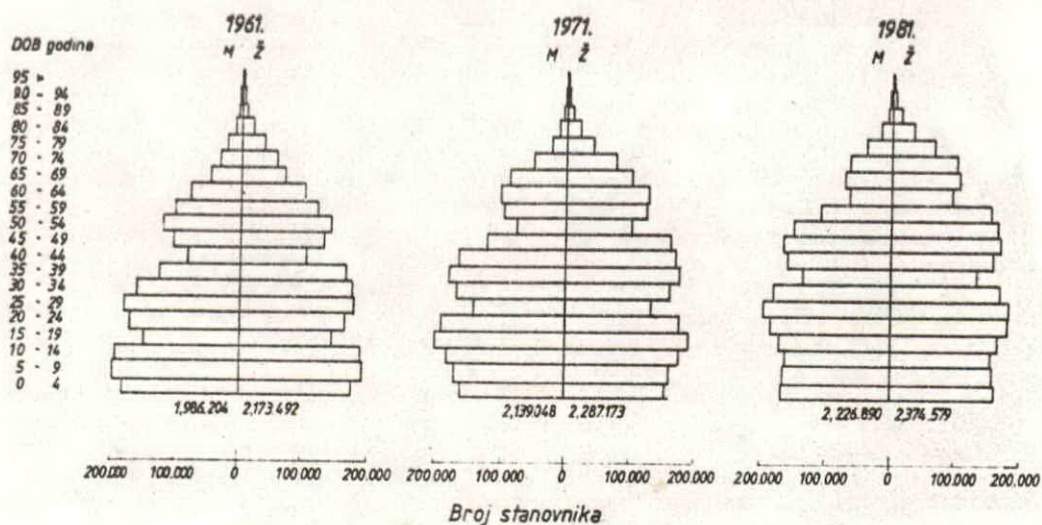 1961.
1971.
1981.
DOB godina
M Ž
M Ž
M Ž
95 »
90 - 94
85 - 89
80 - 84
75 - 79
70 - 74
65 - 69
60 - 64
55 - 59
50 - 54
45 - 49
40 - 44
35 - 39
30 - 34
25 - 29
20 - 24
15 - 19
10 - 14
5 - 9
0 4
1,986.204 2,173.492
2,139.048 2,287.173
2,226.890 2,374.579
200.000 100.000 0 100.000 200.000
200.000 100.000 0 100.000 200.000
200.000 100.000 0 100.000 200.000
Broj stanovnika